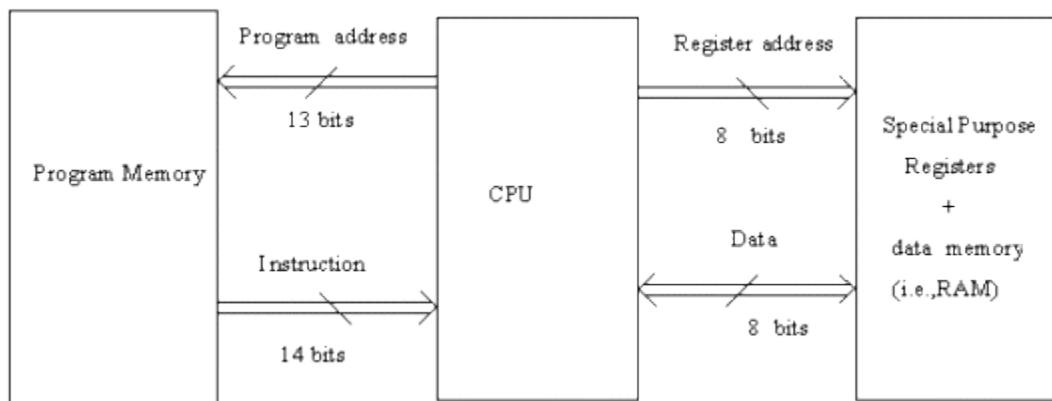 Program address
13 bits
Program Memory
Instruction
14 bits
CPU
Register address
8 bits
Data
8 bits
Special Purpose
Registers
+
data memory
(i.e.,RAM)